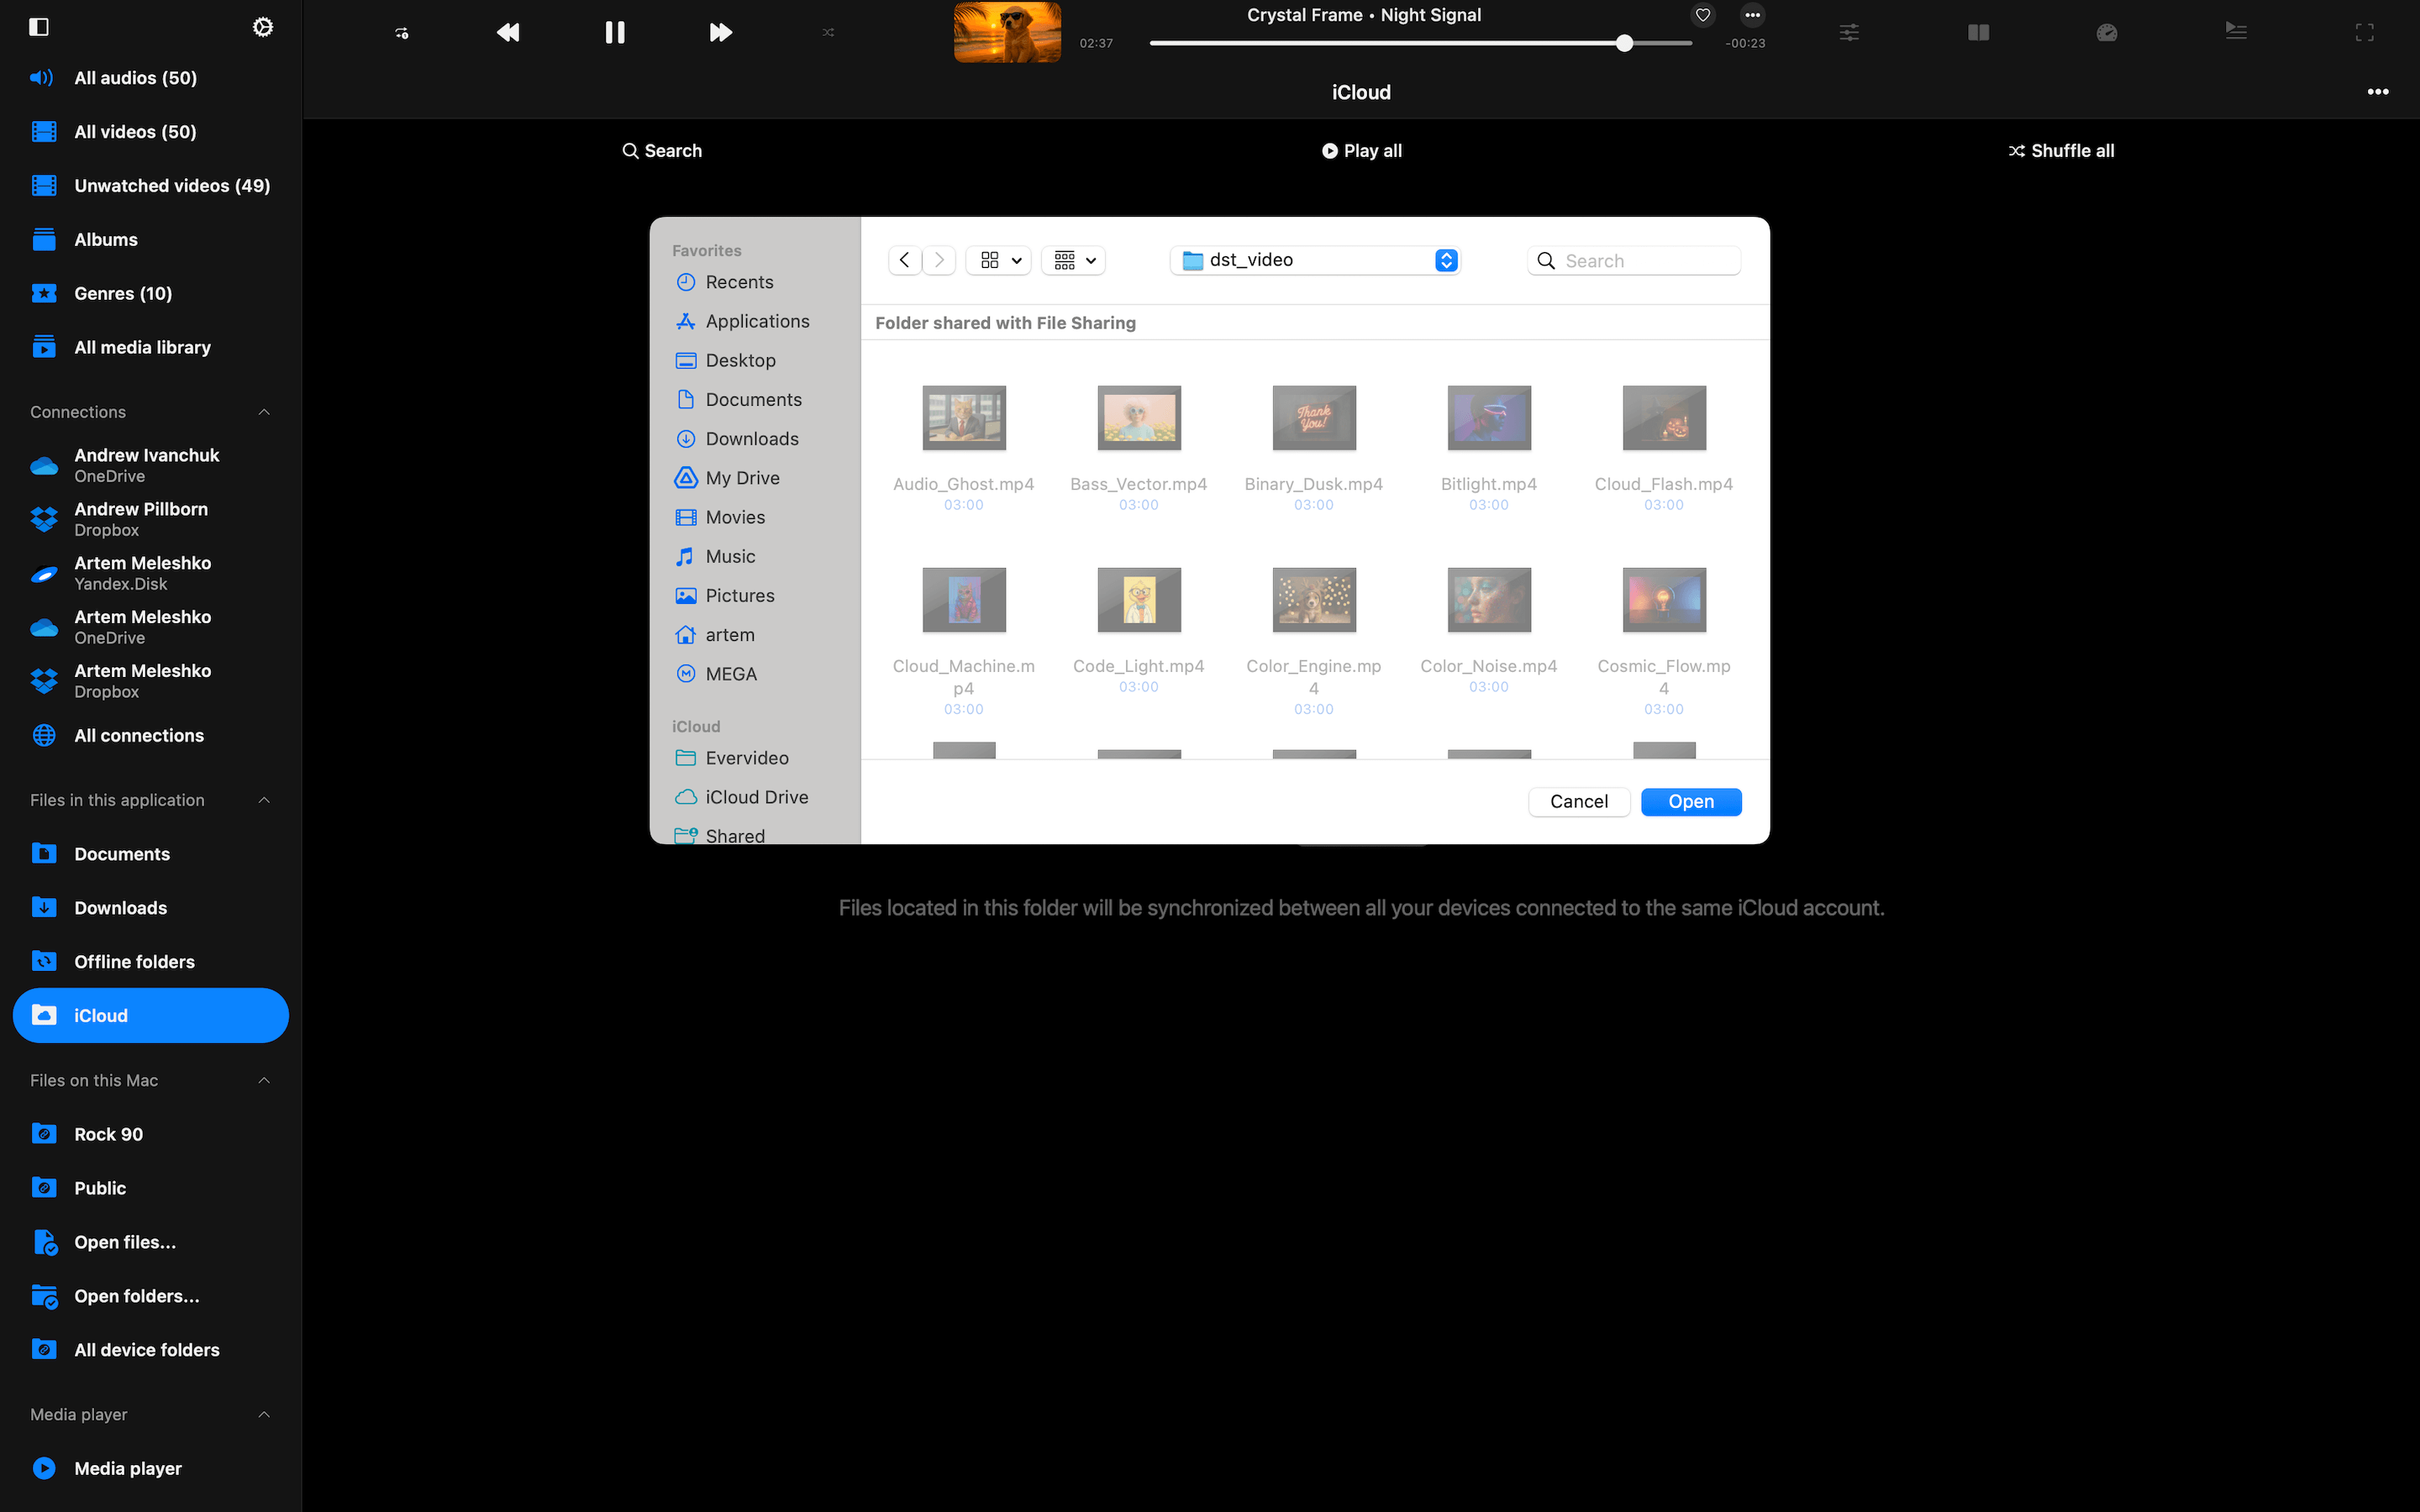 All audios (50)
All videos (50)
Unwatched videos (49)
Albums
Genres (10)
All media library
Connections
Andrew Ivanchuk
OneDrive
Andrew Pillborn
Dropbox
Artem Meleshko
Yandex.Disk
Artem Meleshko
OneDrive
Artem Meleshko
Dropbox
All connections
Files in this application
Documents
Downloads
Offline folders
iCloud
Files on this Mac
Rock 90
Public
Open files...
Open folders...
All device folders
Media player
Media player
Crystal Frame • Night Signal
02:37
-00:23
iCloud
Search
Play all
Shuffle all
Favorites
Recents
Applications
Desktop
Documents
Downloads
My Drive
Movies
Music
Pictures
artem
MEGA
iCloud
Evervideo
iCloud Drive
Shared
dst_video
Search
Folder shared with File Sharing
Thank
You!
Audio_Ghost.mp4
03:00
Bass_Vector.mp4
03:00
Binary_Dusk.mp4
03:00
Bitlight.mp4
03:00
Cloud_Flash.mp4
03:00
Cloud_Machine.m
p4
03:00
Code_Light.mp4
03:00
Color_Engine.mp
4
03:00
Color_Noise.mp4
03:00
Cosmic_Flow.mp
4
03:00
Cancel
Open
Files located in this folder will be synchronized between all your devices connected to the same iCloud account.